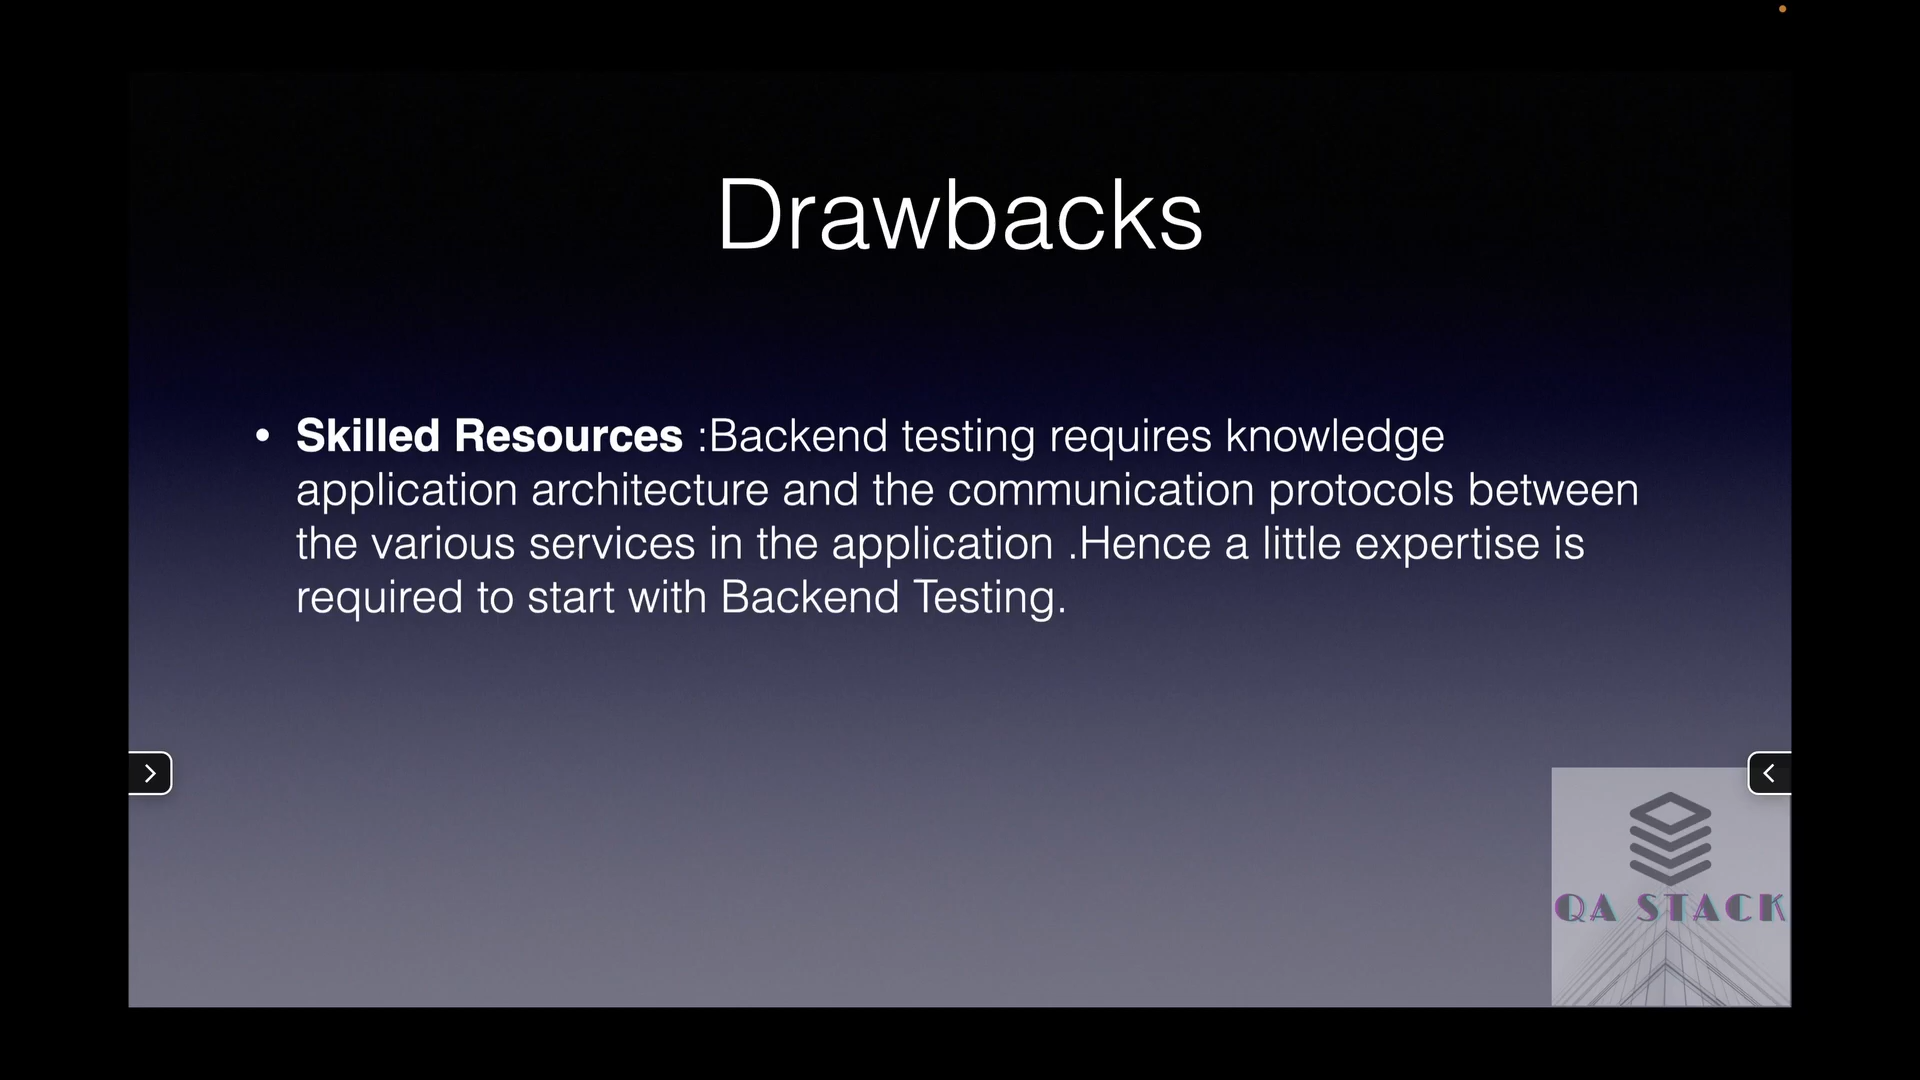 Drawbacks
• Skilled Resources :Backend testing requires knowledge
application architecture and the communication protocols between
the various services in the application .Hence a little expertise is
required to start with Backend Testing.
QA STACK